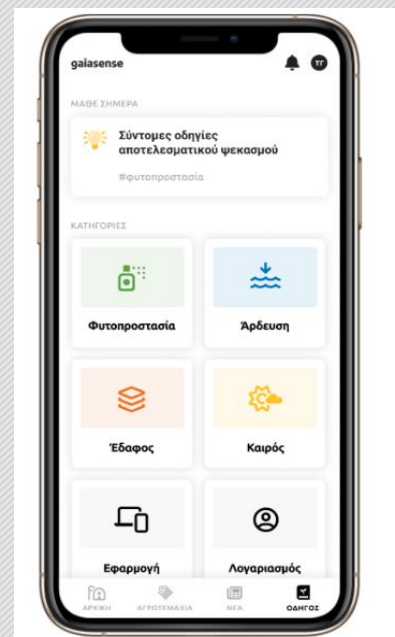 gaiasense
ΤΓ
ΜΑΘΕ ΣΗΜΕΡΑ
Σύντομες οδηγίες
αποτελεσματικού ψεκασμού
#φυτοπροστασία
ΚΑΤΗΓΟΡΙΕΣ
Φυτοπροστασία Άρδευση
Έδαφος Καιρός
Εφαρμογή Λογαριασμός
ΑΡΧΙΚΗ ΑΓΡΟΤΕΜΑΧΙΑ ΝΕΑ ΟΔΗΓΟΣ